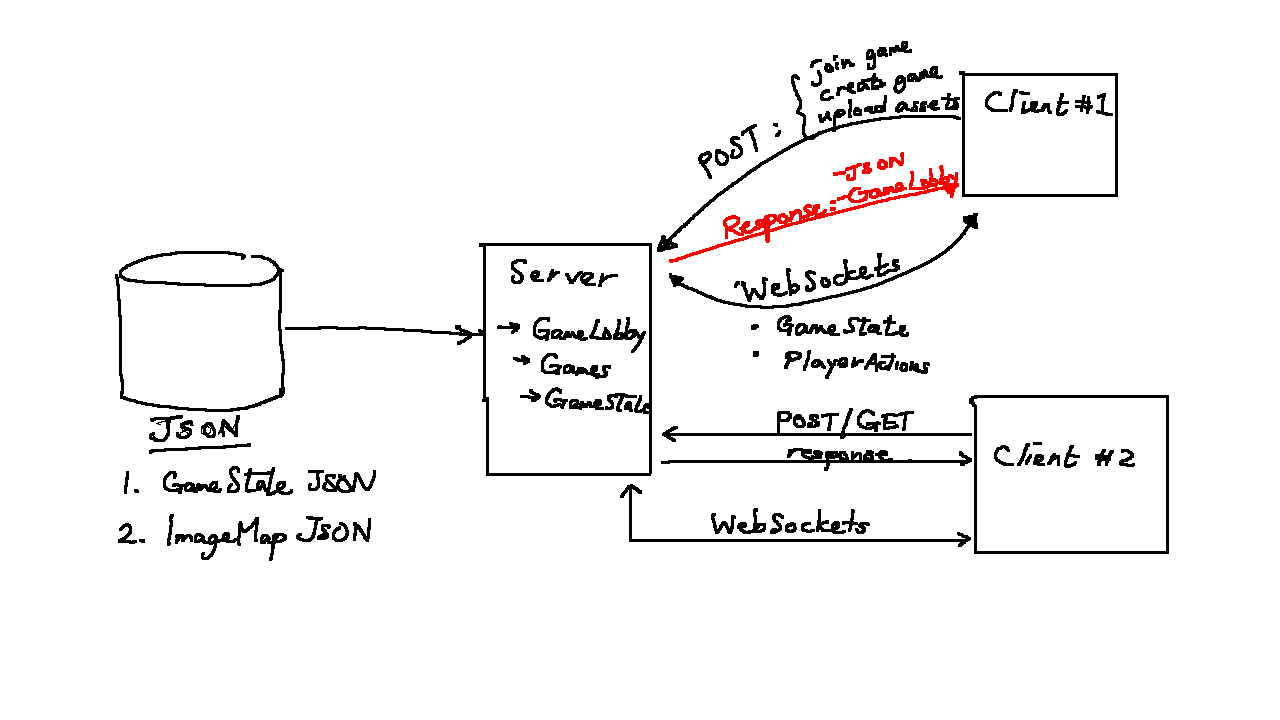 join game
create game
upload assets
POST :
Client #1
-JSON
Response: -GameLobby
WebSockets
• GameState
• PlayerActions
Server
→ GameLobby
→ Games
→ GameState
JSON
1. GameState JSON
2. ImageMap JSON
POST/GET
response
Client #2
WebSockets